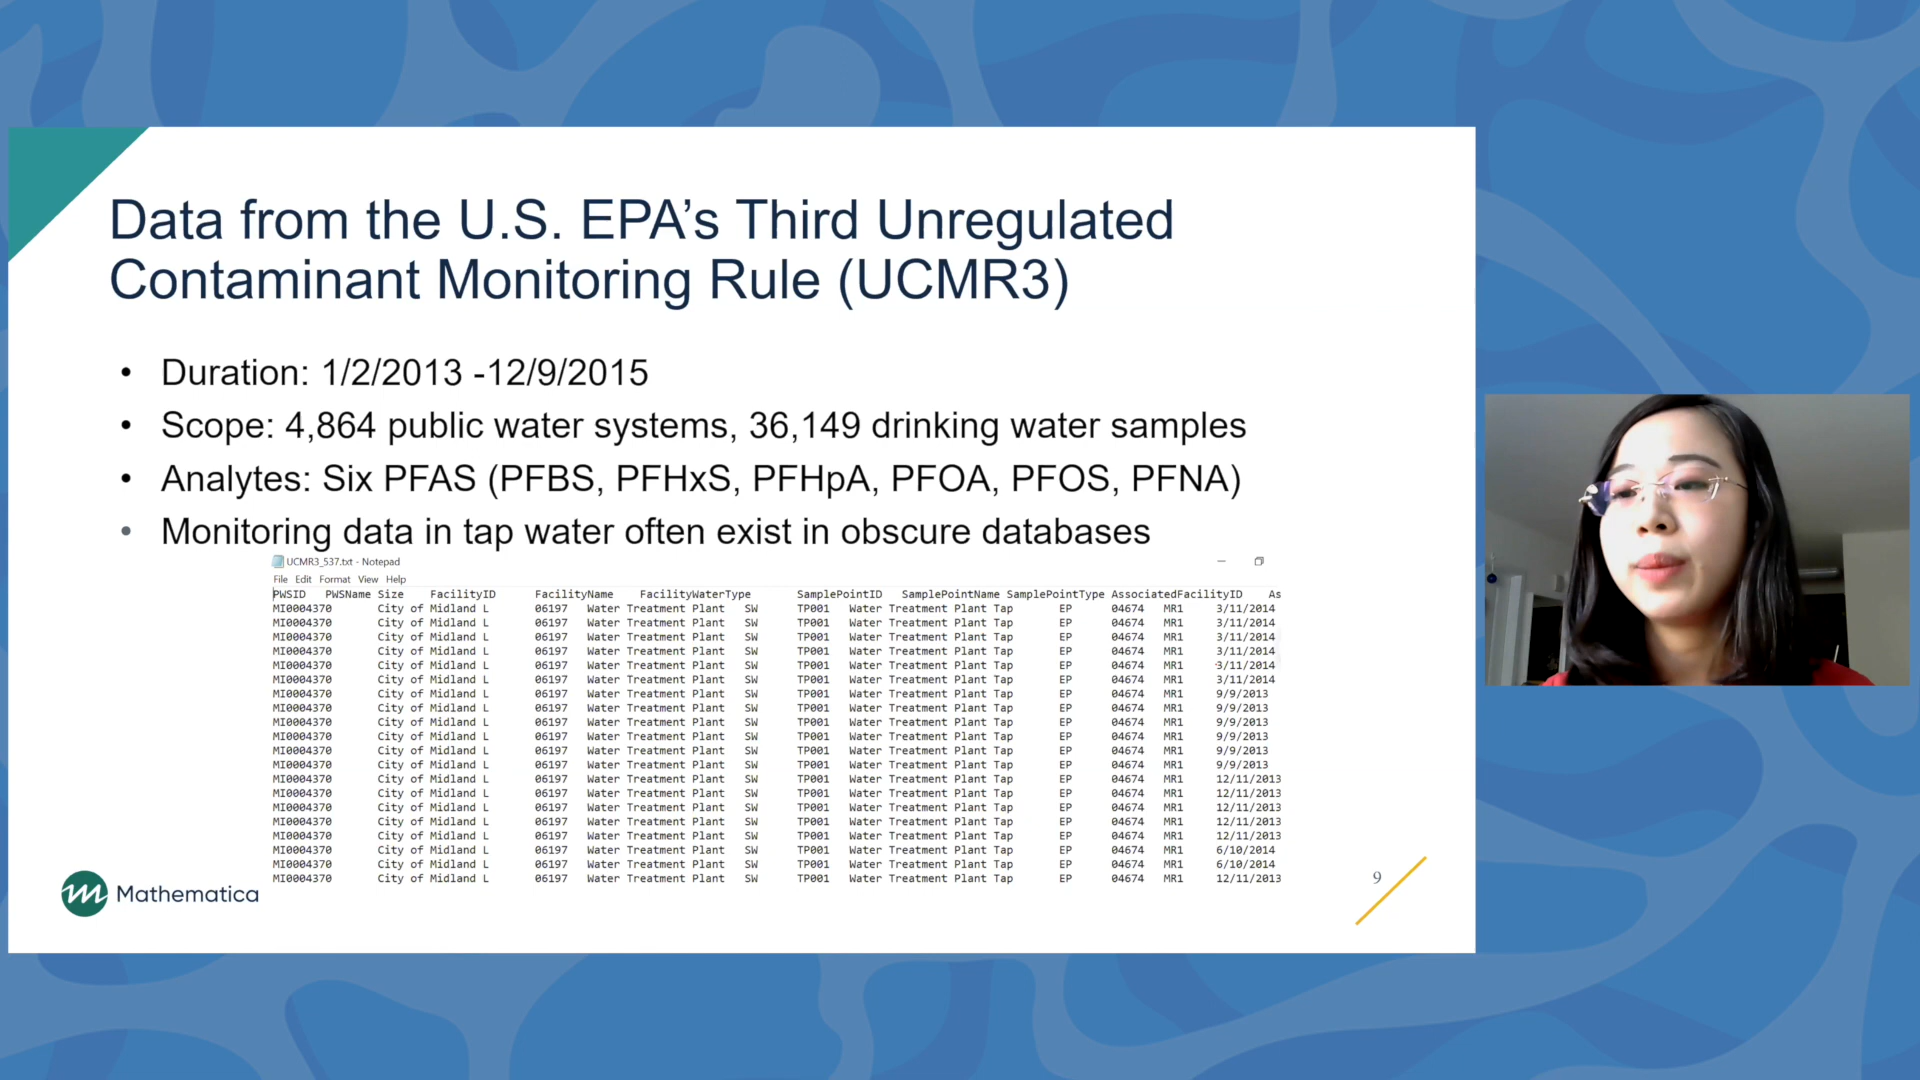 Data from the U.S. EPA’s Third Unregulated
Contaminant Monitoring Rule (UCMR3)
• Duration: 1/2/2013 -12/9/2015
• Scope: 4,864 public water systems, 36,149 drinking water samples
• Analytes: Six PFAS (PFBS, PFHxS, PFHpA, PFOA, PFOS, PFNA)
• Monitoring data in tap water often exist in obscure databases
UCMR3_537.txt - Notepad
File Edit Format View Help
PWSID PWSName Size FacilityID FacilityName FacilityWaterType SamplePointID SamplePointName SamplePointType AssociatedFacilityID As
MI0004370 City of Midland L 06197 Water Treatment Plant SW TP001 Water Treatment Plant Tap EP 04674 MR1 3/11/2014
MI0004370 City of Midland L 06197 Water Treatment Plant SW TP001 Water Treatment Plant Tap EP 04674 MR1 3/11/2014
MI0004370 City of Midland L 06197 Water Treatment Plant SW TP001 Water Treatment Plant Tap EP 04674 MR1 3/11/2014
MI0004370 City of Midland L 06197 Water Treatment Plant SW TP001 Water Treatment Plant Tap EP 04674 MR1 3/11/2014
MI0004370 City of Midland L 06197 Water Treatment Plant SW TP001 Water Treatment Plant Tap EP 04674 MR1 3/11/2014
MI0004370 City of Midland L 06197 Water Treatment Plant SW TP001 Water Treatment Plant Tap EP 04674 MR1 3/11/2014
MI0004370 City of Midland L 06197 Water Treatment Plant SW TP001 Water Treatment Plant Tap EP 04674 MR1 9/9/2013
MI0004370 City of Midland L 06197 Water Treatment Plant SW TP001 Water Treatment Plant Tap EP 04674 MR1 9/9/2013
MI0004370 City of Midland L 06197 Water Treatment Plant SW TP001 Water Treatment Plant Tap EP 04674 MR1 9/9/2013
MI0004370 City of Midland L 06197 Water Treatment Plant SW TP001 Water Treatment Plant Tap EP 04674 MR1 9/9/2013
MI0004370 City of Midland L 06197 Water Treatment Plant SW TP001 Water Treatment Plant Tap EP 04674 MR1 9/9/2013
MI0004370 City of Midland L 06197 Water Treatment Plant SW TP001 Water Treatment Plant Tap EP 04674 MR1 9/9/2013
MI0004370 City of Midland L 06197 Water Treatment Plant SW TP001 Water Treatment Plant Tap EP 04674 MR1 12/11/2013
MI0004370 City of Midland L 06197 Water Treatment Plant SW TP001 Water Treatment Plant Tap EP 04674 MR1 12/11/2013
MI0004370 City of Midland L 06197 Water Treatment Plant SW TP001 Water Treatment Plant Tap EP 04674 MR1 12/11/2013
MI0004370 City of Midland L 06197 Water Treatment Plant SW TP001 Water Treatment Plant Tap EP 04674 MR1 12/11/2013
MI0004370 City of Midland L 06197 Water Treatment Plant SW TP001 Water Treatment Plant Tap EP 04674 MR1 12/11/2013
MI0004370 City of Midland L 06197 Water Treatment Plant SW TP001 Water Treatment Plant Tap EP 04674 MR1 6/10/2014
MI0004370 City of Midland L 06197 Water Treatment Plant SW TP001 Water Treatment Plant Tap EP 04674 MR1 6/10/2014
MI0004370 City of Midland L 06197 Water Treatment Plant SW TP001 Water Treatment Plant Tap EP 04674 MR1 12/11/2013
Mathematica
9